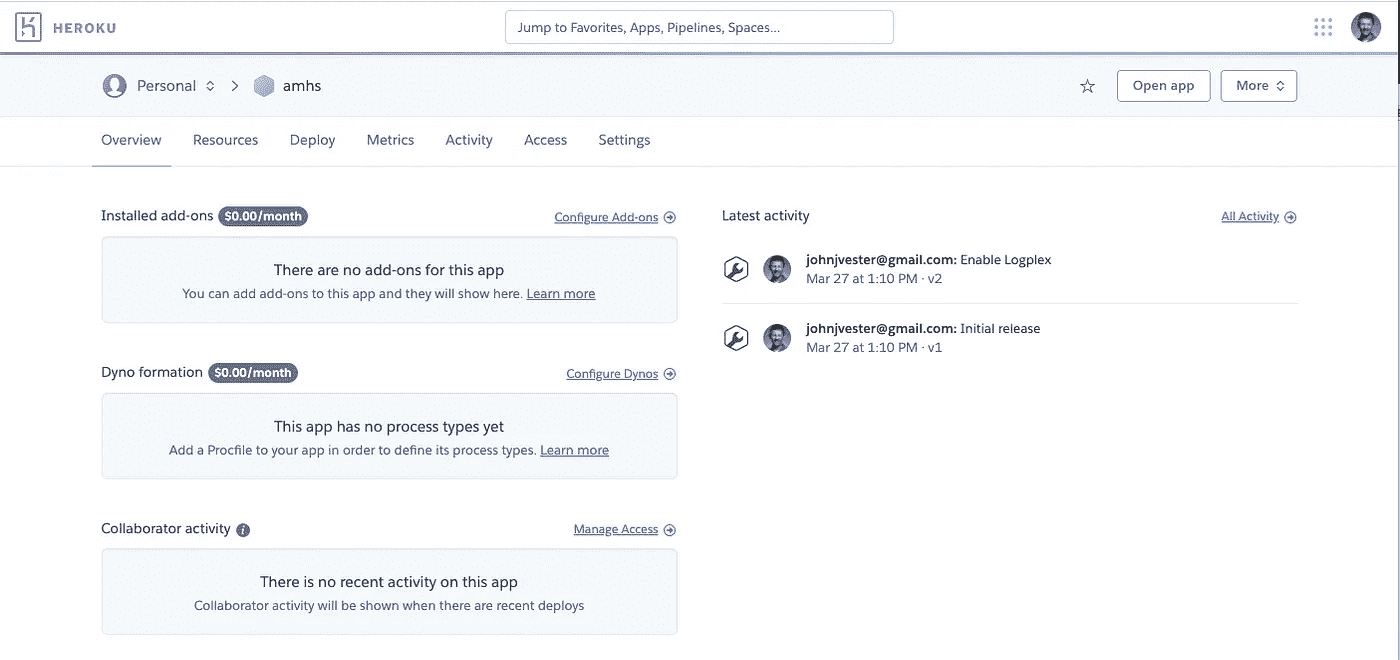 HEROKU
Jump to Favorites, Apps, Pipelines, Spaces...
Personal
amhs
Open app
More
Overview
Resources
Deploy
Metrics
Activity
Access
Settings
Installed add-ons $0.00/month
Configure Add-ons
There are no add-ons for this app
You can add add-ons to this app and they will show here. Learn more
Dyno formation $0.00/month
Configure Dynos
This app has no process types yet
Add a Procfile to your app in order to define its process types. Learn more
Collaborator activity
Manage Access
There is no recent activity on this app
Collaborator activity will be shown when there are recent deploys
Latest activity
All Activity
johnjvester@gmail.com: Enable Logplex
Mar 27 at 1:10 PM · v2
johnjvester@gmail.com: Initial release
Mar 27 at 1:10 PM · v1